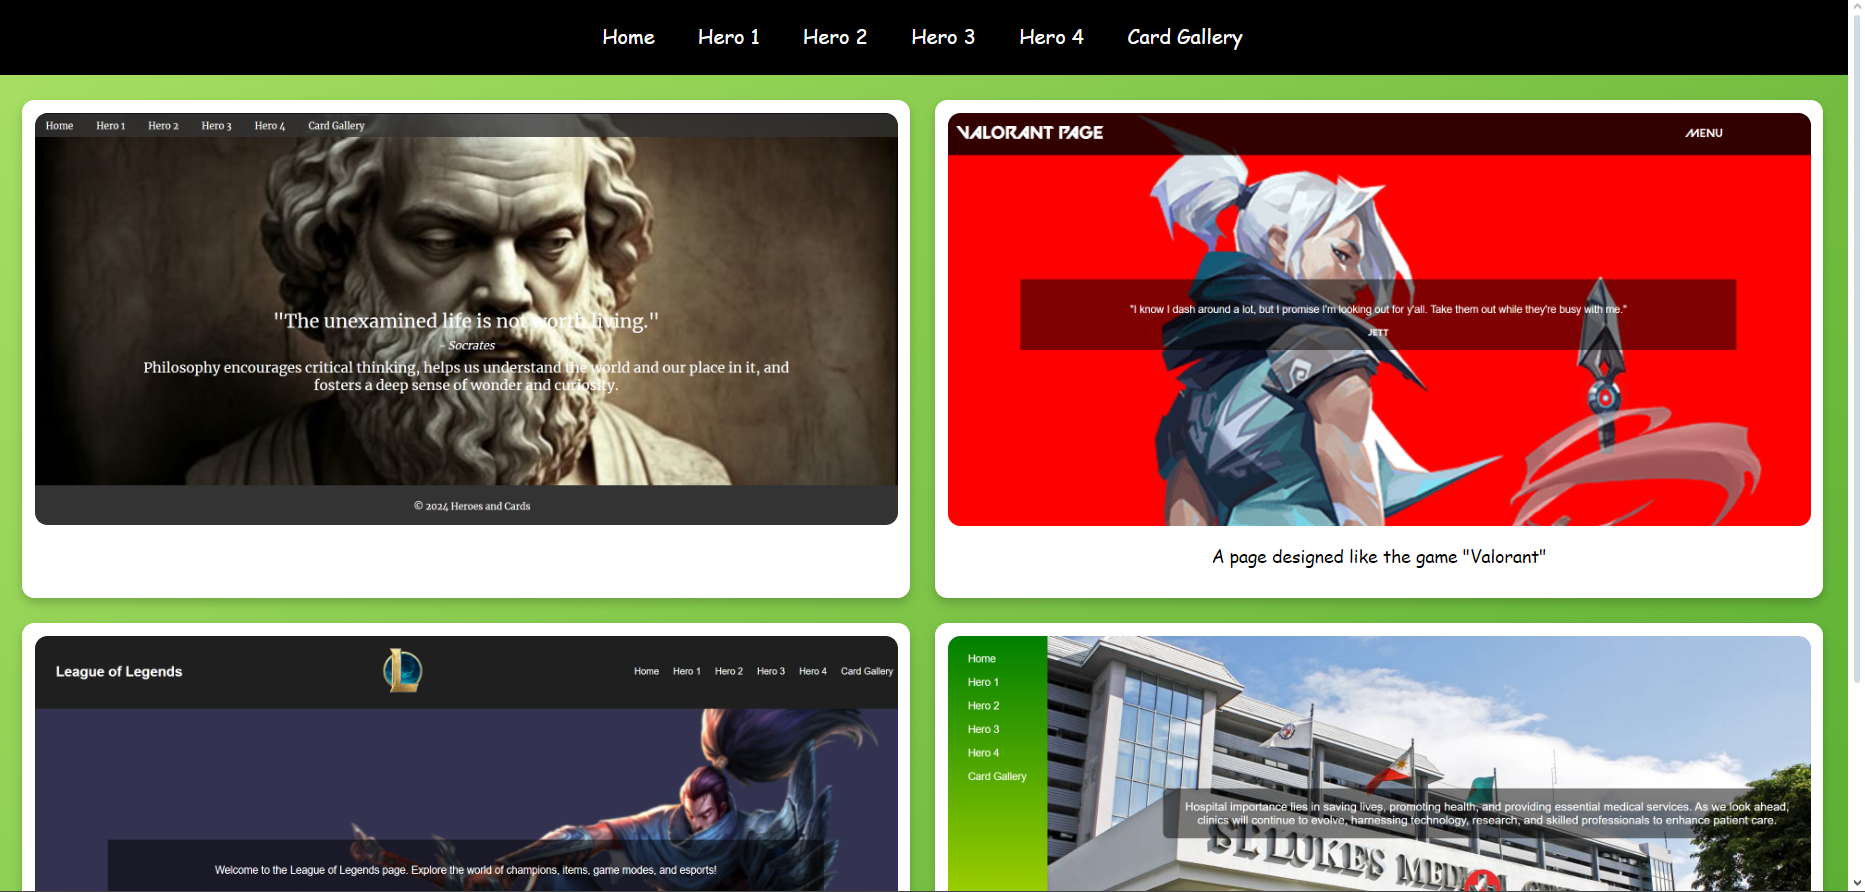 Home Hero 1 Hero 2 Hero 3 Hero 4 Card Gallery
Home Hero 1 Hero 2 Hero 3 Hero 4 Card Gallery
"The unexamined life is not worth living."
- Socrates
Philosophy encourages critical thinking, helps us understand the world and our place in it, and
fosters a deep sense of wonder and curiosity.
© 2024 Heroes and Cards
VALORANT PAGE MENU
"I know I dash around a lot, but I promise I'm looking out for y'all. Take them out while they're busy with me."
JETT
A page designed like the game "Valorant"
League of Legends Home Hero 1 Hero 2 Hero 3 Hero 4 Card Gallery
Welcome to the League of Legends page. Explore the world of champions, items, game modes, and esports!
Home
Hero 1
Hero 2
Hero 3
Hero 4
Card Gallery
Hospital importance lies in saving lives, promoting health, and providing essential medical services. As we look ahead,
clinics will continue to evolve, harnessing technology, research, and skilled professionals to enhance patient care.
ST. LUKE'S